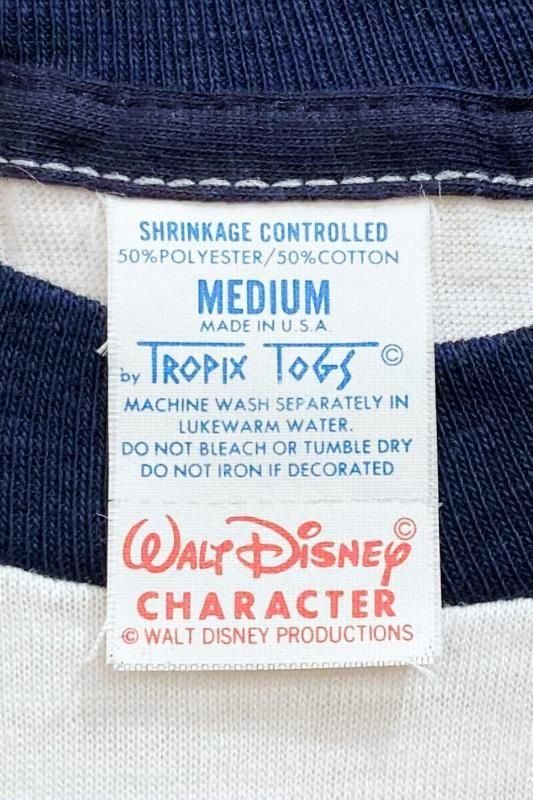 SHRINKAGE CONTROLLED
50%POLYESTER/50%COTTON
MEDIUM
MADE IN U.S.A.
by TROPIX TOGS ©
MACHINE WASH SEPARATELY IN
LUKEWARM WATER.
DO NOT BLEACH OR TUMBLE DRY
DO NOT IRON IF DECORATED
WALT DISNEY ©
CHARACTER
© WALT DISNEY PRODUCTIONS